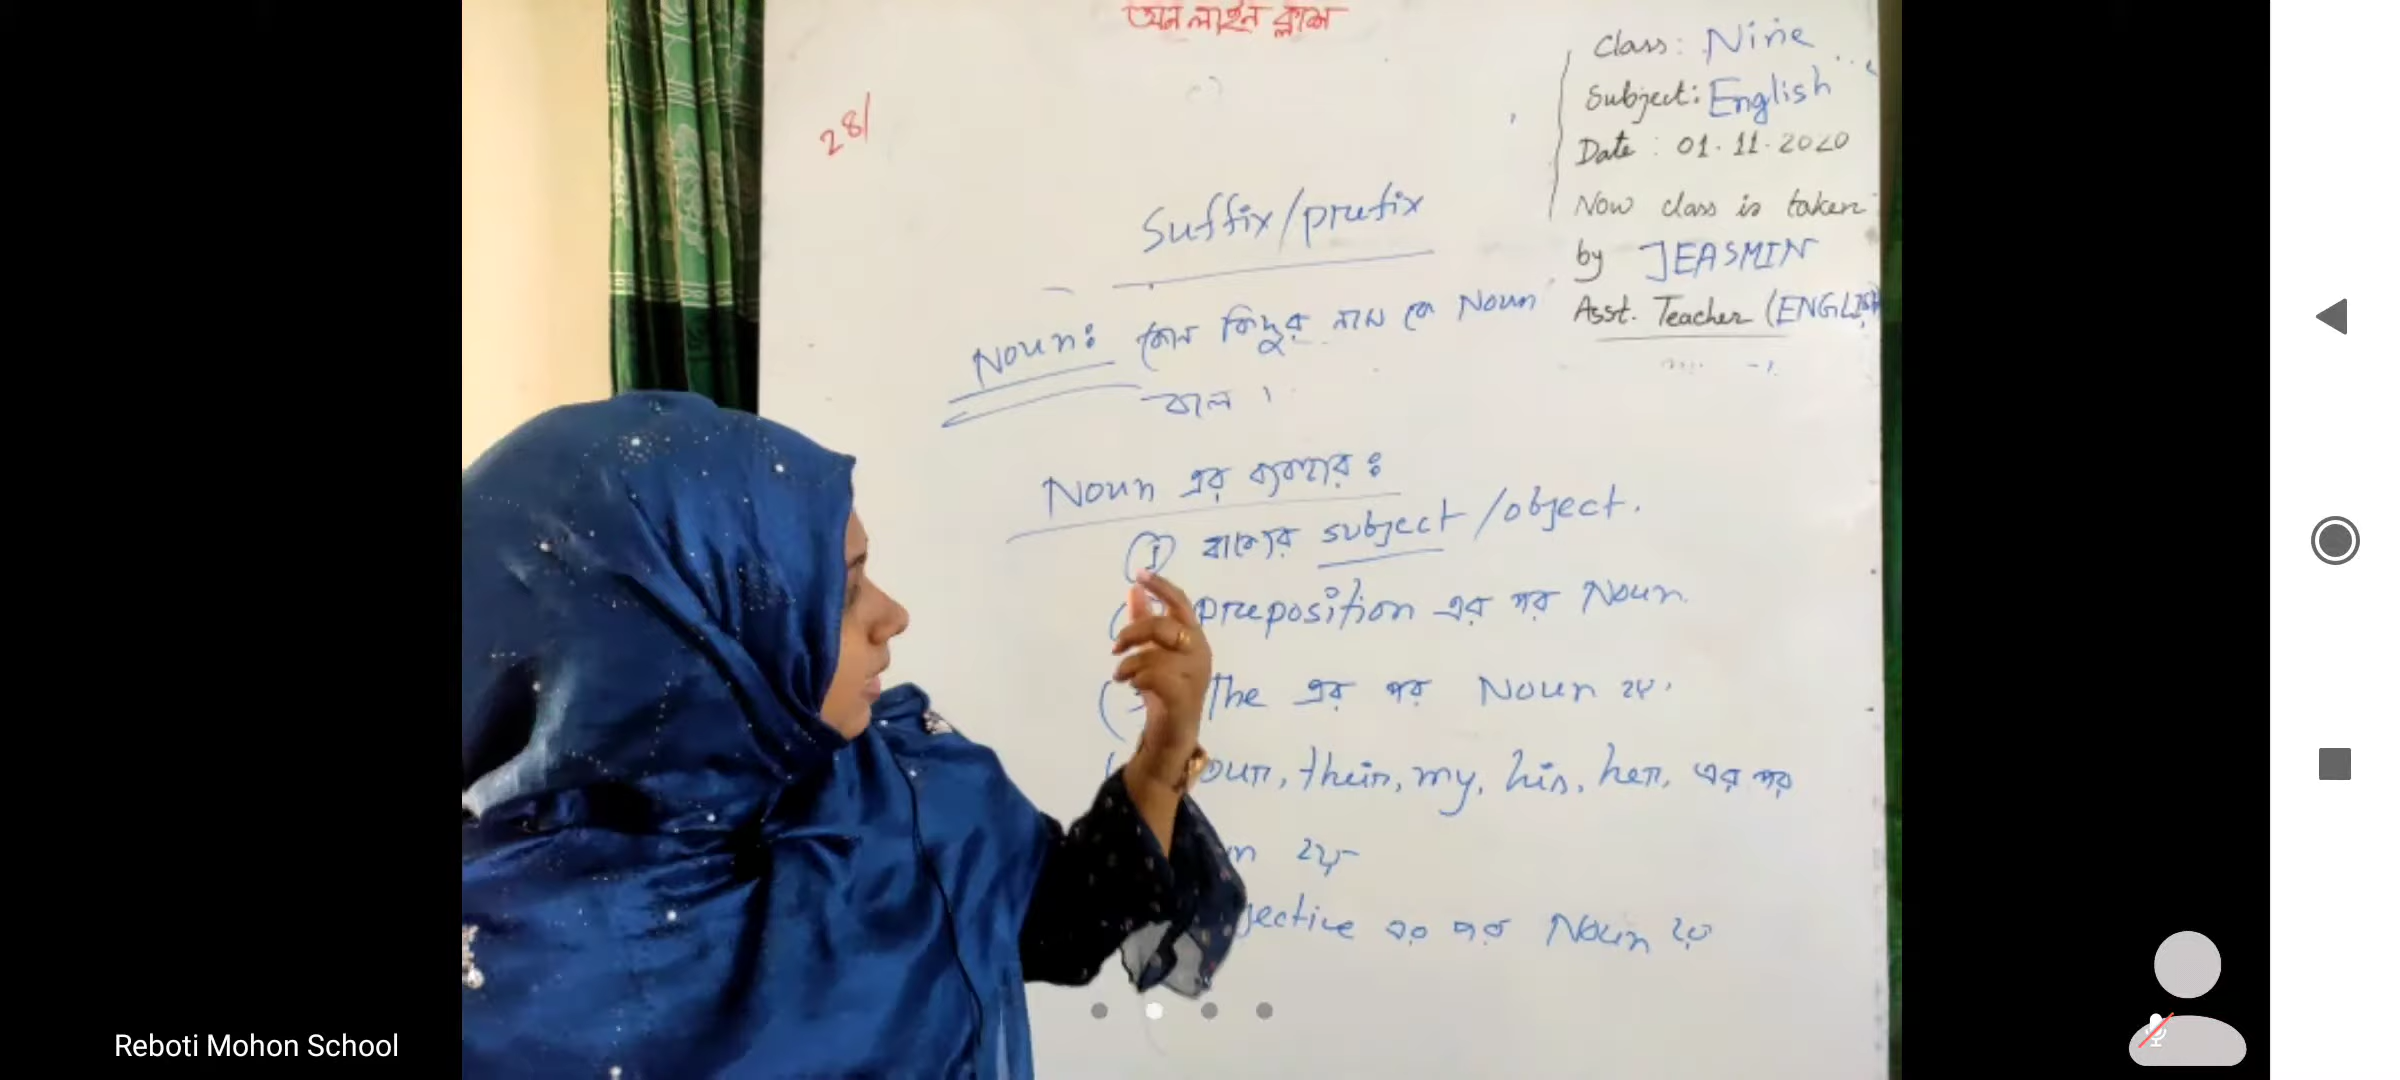 অন লাইন ক্লাশ
28/
Class: Nine
Subject: English
Date: 01.11.2020
Now class is taken
by JEASMIN
Asst. Teacher (ENGLISH
Suffix/prefix
Noun: কোন কিছুর নাম কে Noun
বলে।
Noun এর ব্যবহার:
① বাক্যের subject/object.
preposition এর পর Noun.
The এর পর Noun হয়.
our, their, my, his, her, এর পর
n হয়
jective এর পর Noun হয়
Reboti Mohon School